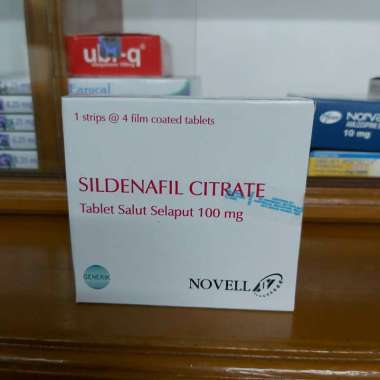 ubi-q
1 strips @ 4 film coated tablets
Pfizer
NORV
10 mg
SILDENAFIL CITRATE
Tablet Salut Selaput 100 mg
GENERIK
NOVELL